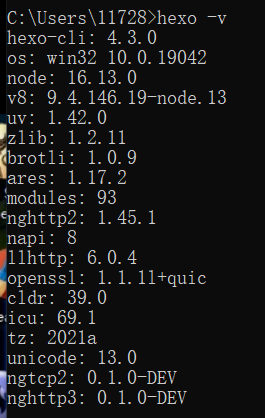 C:\Users\11728>hexo -v
hexo-cli: 4.3.0
os: win32 10.0.19042
node: 16.13.0
v8: 9.4.146.19-node.13
uv: 1.42.0
zlib: 1.2.11
brotli: 1.0.9
ares: 1.17.2
modules: 93
nghttp2: 1.45.1
napi: 8
llhttp: 6.0.4
openssl: 1.1.1l+quic
cldr: 39.0
icu: 69.1
tz: 2021a
unicode: 13.0
ngtcp2: 0.1.0-DEV
nghttp3: 0.1.0-DEV